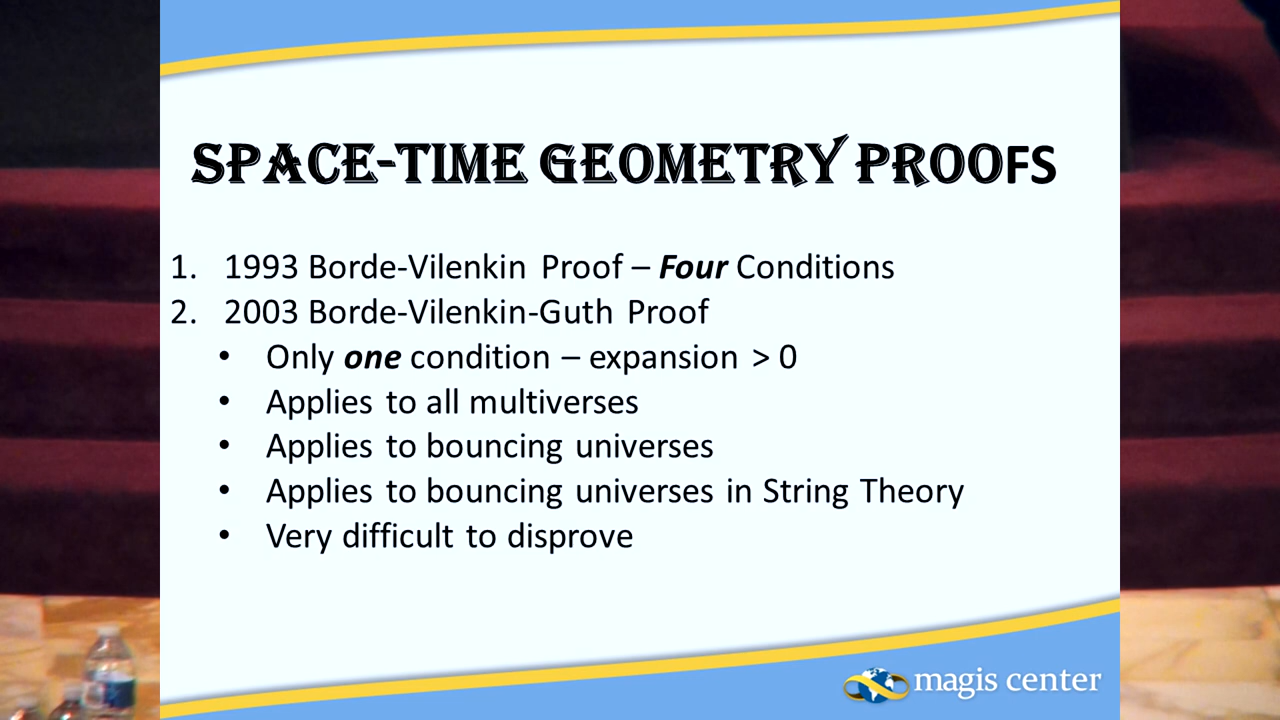 SPACE-TIME GEOMETRY PROOFS
1. 1993 Borde-Vilenkin Proof – Four Conditions
2. 2003 Borde-Vilenkin-Guth Proof
• Only one condition – expansion > 0
• Applies to all multiverses
• Applies to bouncing universes
• Applies to bouncing universes in String Theory
• Very difficult to disprove
magis center